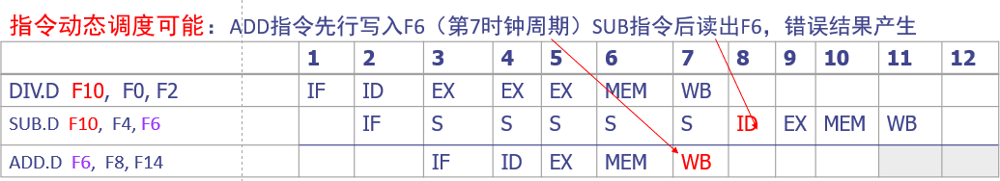 指令动态调度可能：ADD指令先行写入F6（第7时钟周期）SUB指令后读出F6，错误结果产生
1 2 3 4 5 6 7 8 9 10 11 12
DIV.D F10, F0, F2 IF ID EX EX EX MEM WB
SUB.D F10, F4, F6 IF S S S S S ID EX MEM WB
ADD.D F6, F8, F14 IF ID EX MEM WB